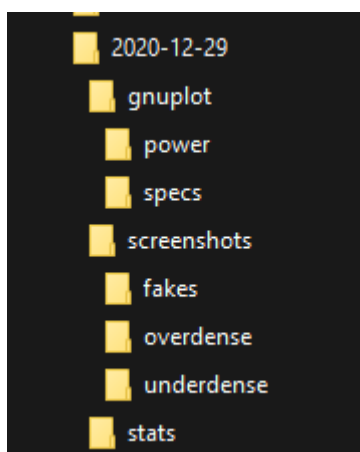 2020-12-29
gnuplot
power
specs
screenshots
fakes
overdense
underdense
stats